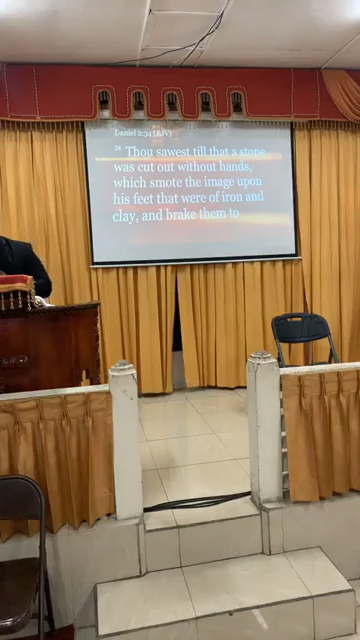 Daniel 2:34 (KJV)
34 Thou sawest till that a stone
was cut out without hands,
which smote the image upon
his feet that were of iron and
clay, and brake them to